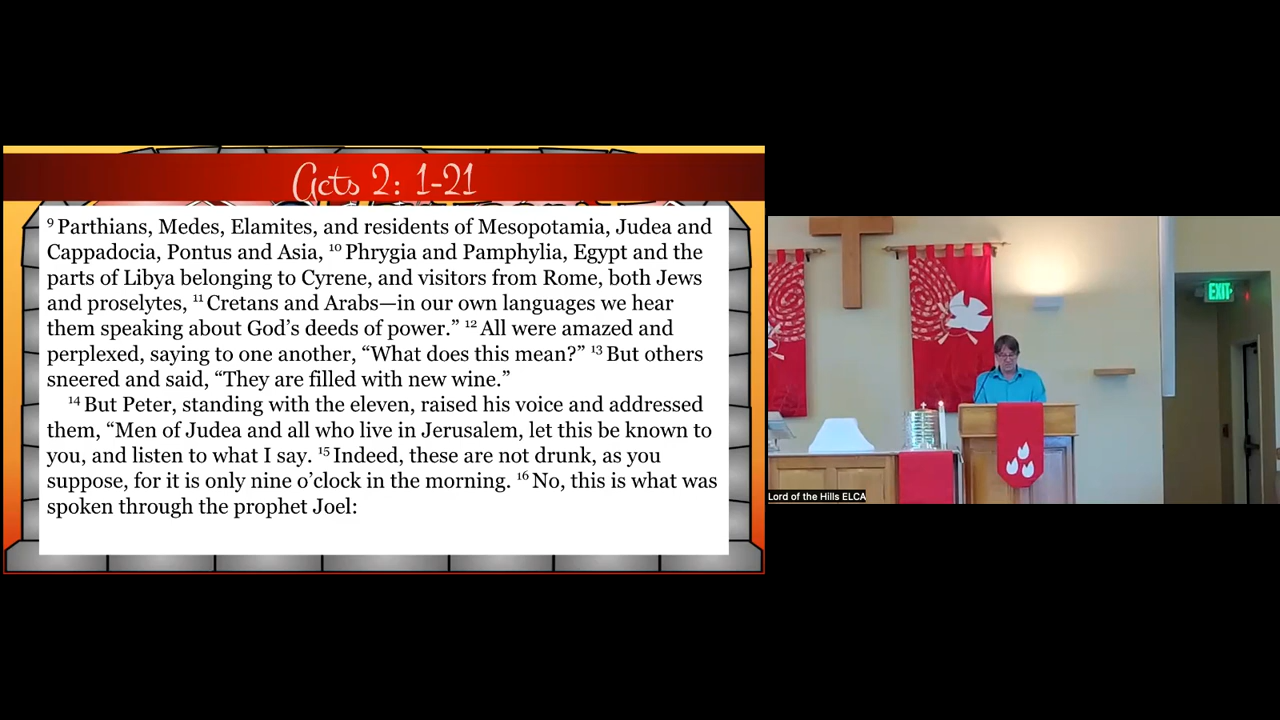 Acts 2: 1-21
9 Parthians, Medes, Elamites, and residents of Mesopotamia, Judea and
Cappadocia, Pontus and Asia, 10 Phrygia and Pamphylia, Egypt and the
parts of Libya belonging to Cyrene, and visitors from Rome, both Jews
and proselytes, 11 Cretans and Arabs—in our own languages we hear
them speaking about God’s deeds of power.” 12 All were amazed and
perplexed, saying to one another, “What does this mean?” 13 But others
sneered and said, “They are filled with new wine.”
14 But Peter, standing with the eleven, raised his voice and addressed
them, “Men of Judea and all who live in Jerusalem, let this be known to
you, and listen to what I say. 15 Indeed, these are not drunk, as you
suppose, for it is only nine o’clock in the morning. 16 No, this is what was
spoken through the prophet Joel:
EXIT
Lord of the Hills ELCA